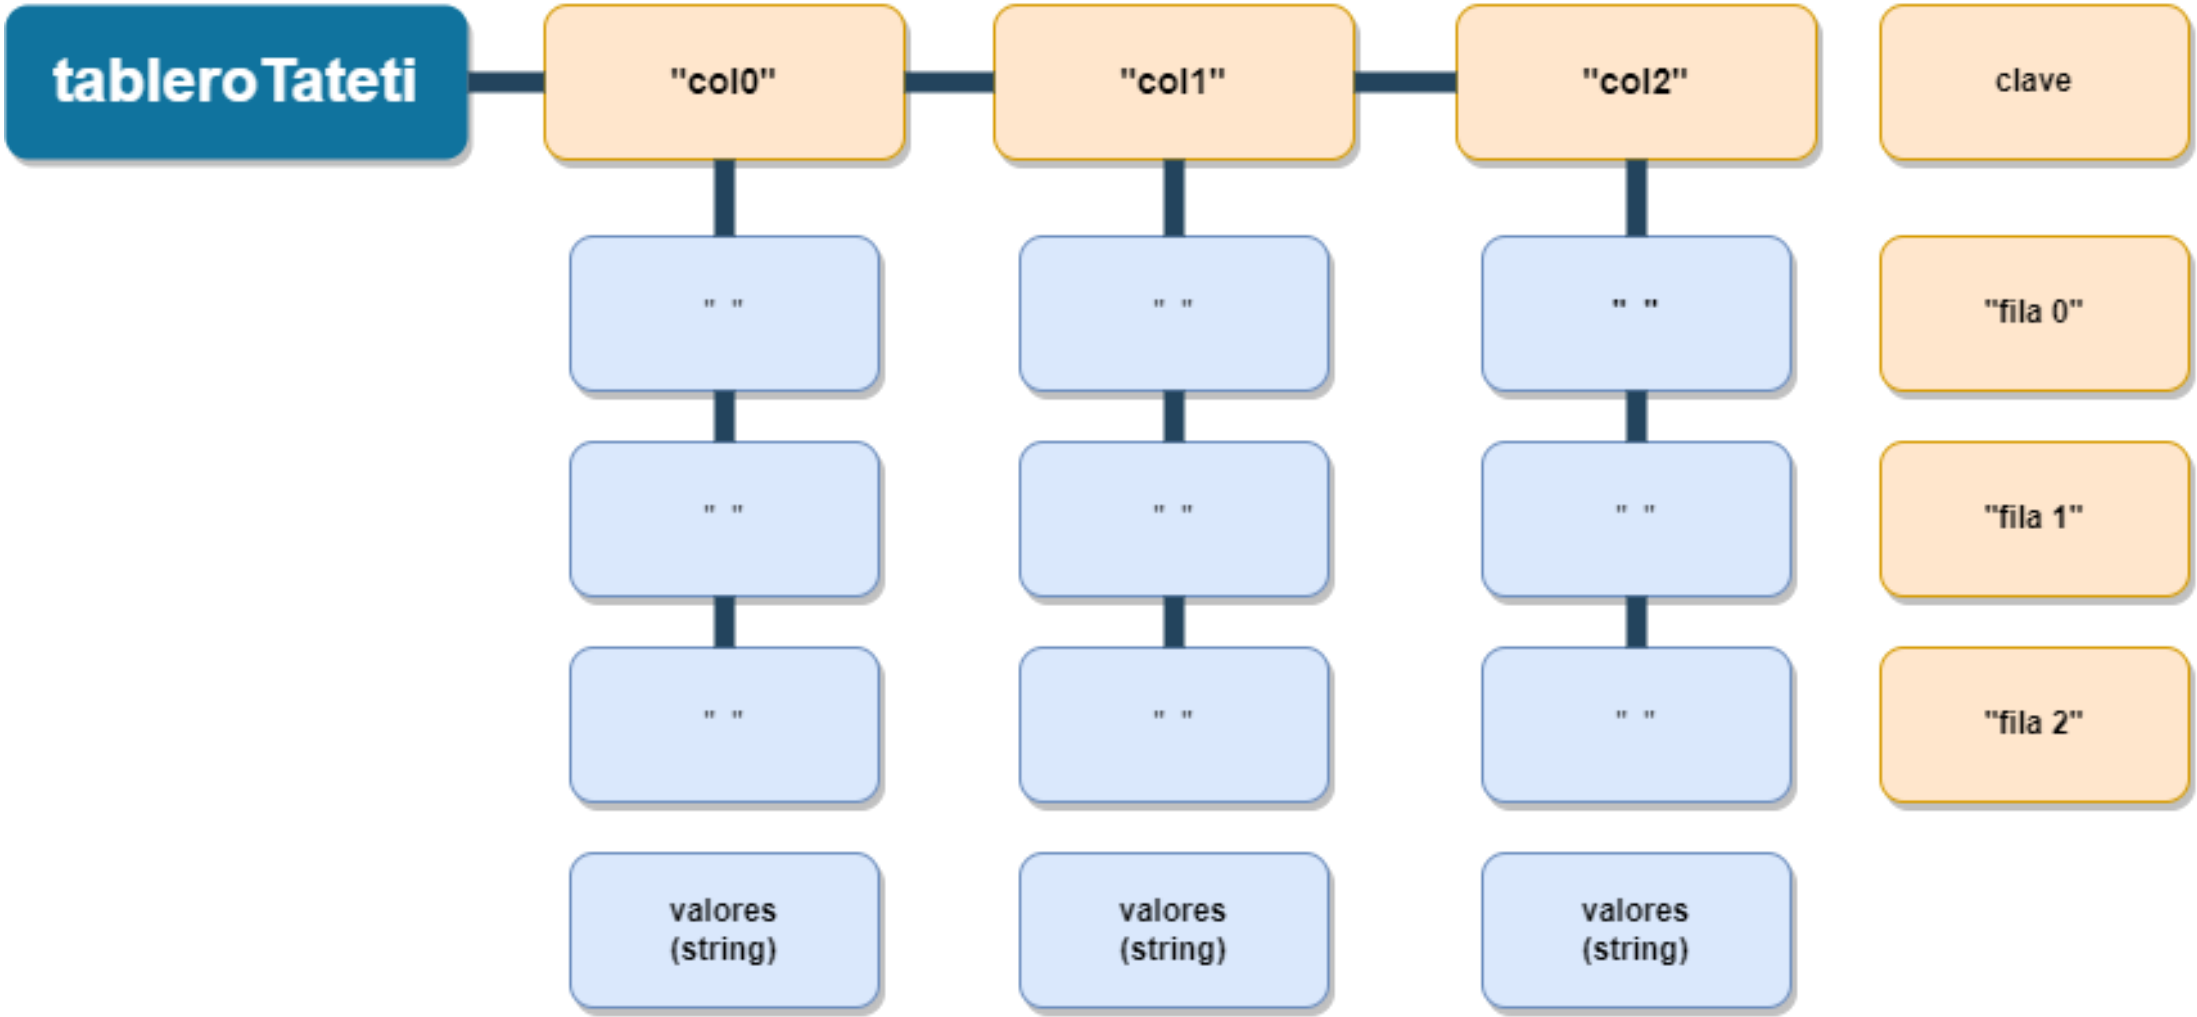 tableroTateti
"col0"
"col1"
"col2"
clave
" "
" "
" "
"fila 0"
" "
" "
" "
"fila 1"
" "
" "
" "
"fila 2"
valores
(string)
valores
(string)
valores
(string)